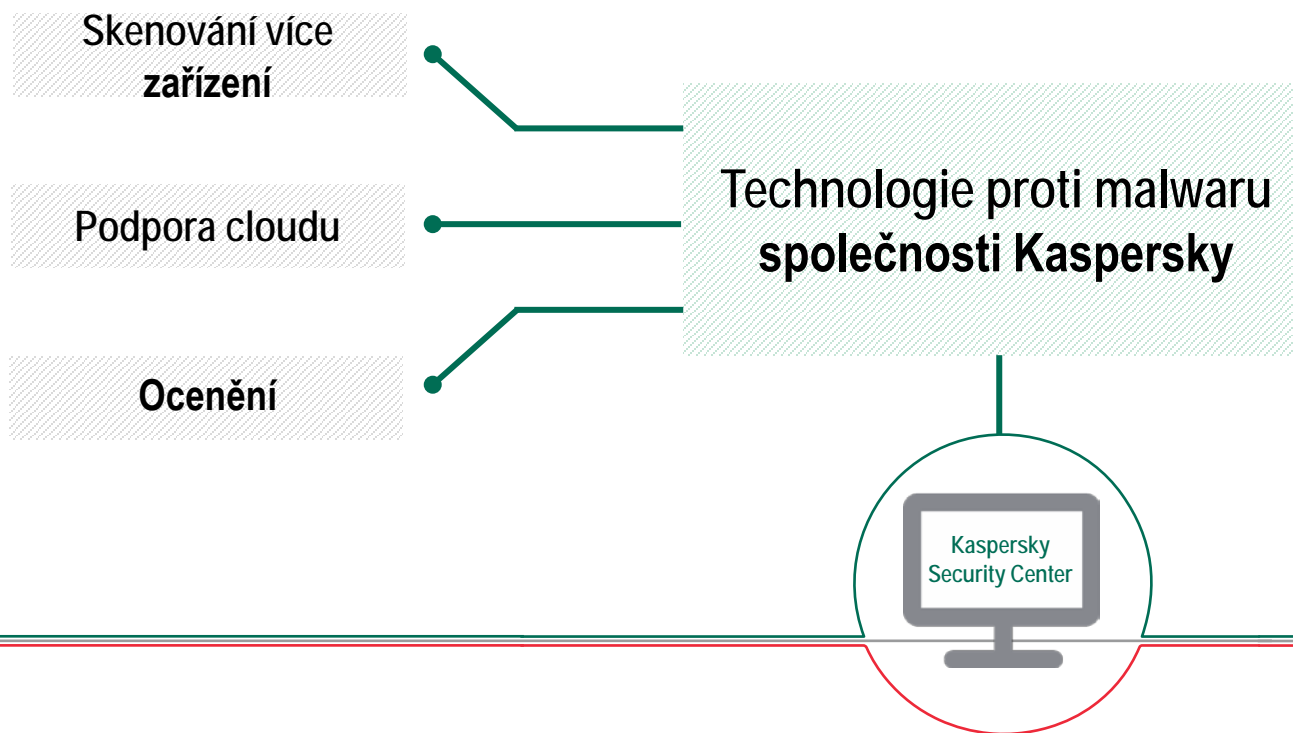 Skenování více
zařízení
Podpora cloudu
Ocenění
Technologie proti malwaru
společnosti Kaspersky
Kaspersky
Security Center